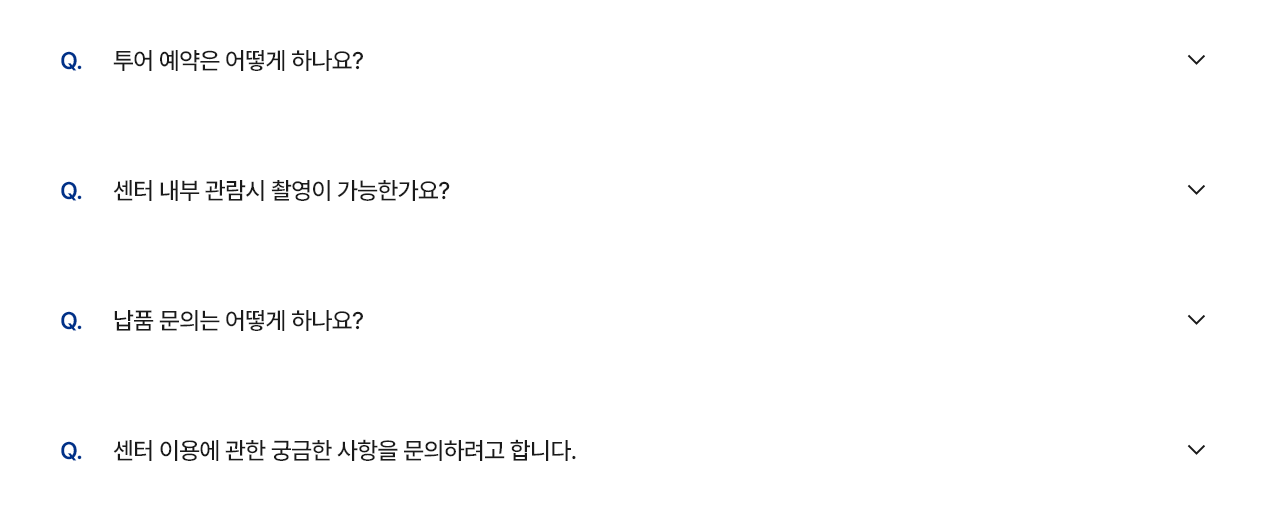 Q. 투어 예약은 어떻게 하나요?
Q. 센터 내부 관람시 촬영이 가능한가요?
Q. 납품 문의는 어떻게 하나요?
Q. 센터 이용에 관한 궁금한 사항을 문의하려고 합니다.